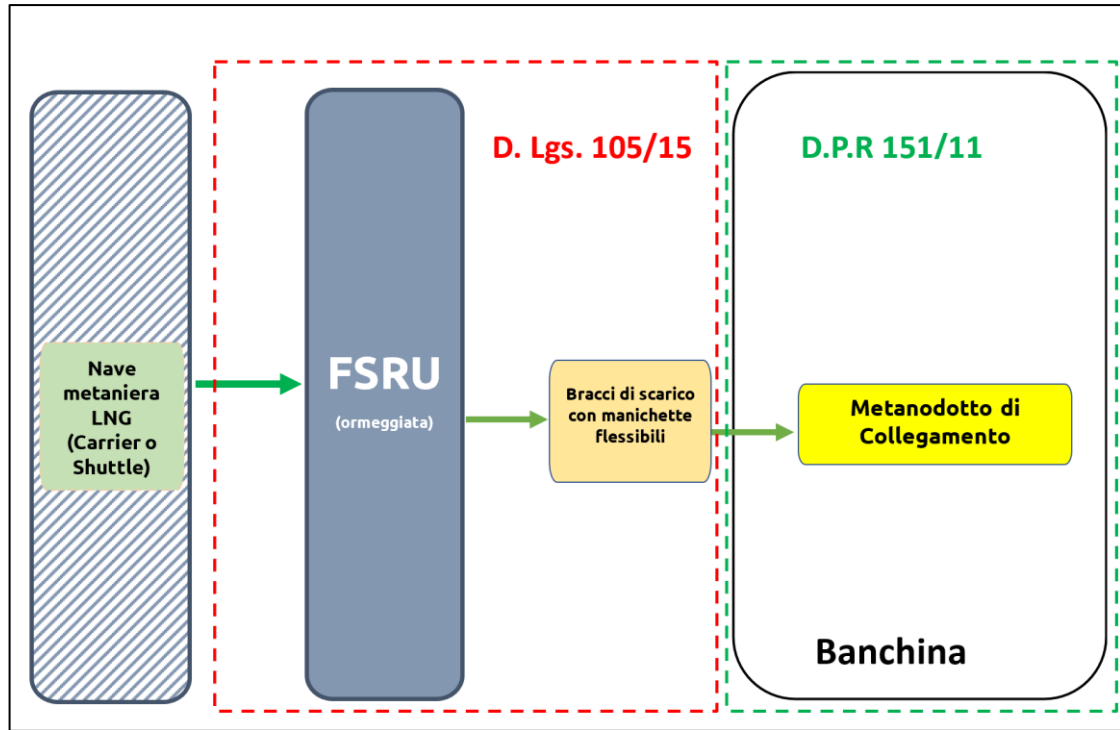 D. Lgs. 105/15
D.P.R 151/11
Nave
metaniera
LNG
(Carrier o
Shuttle)
FSRU
(ormeggiata)
Bracci di scarico
con manichette
flessibili
Metanodotto di
Collegamento
Banchina